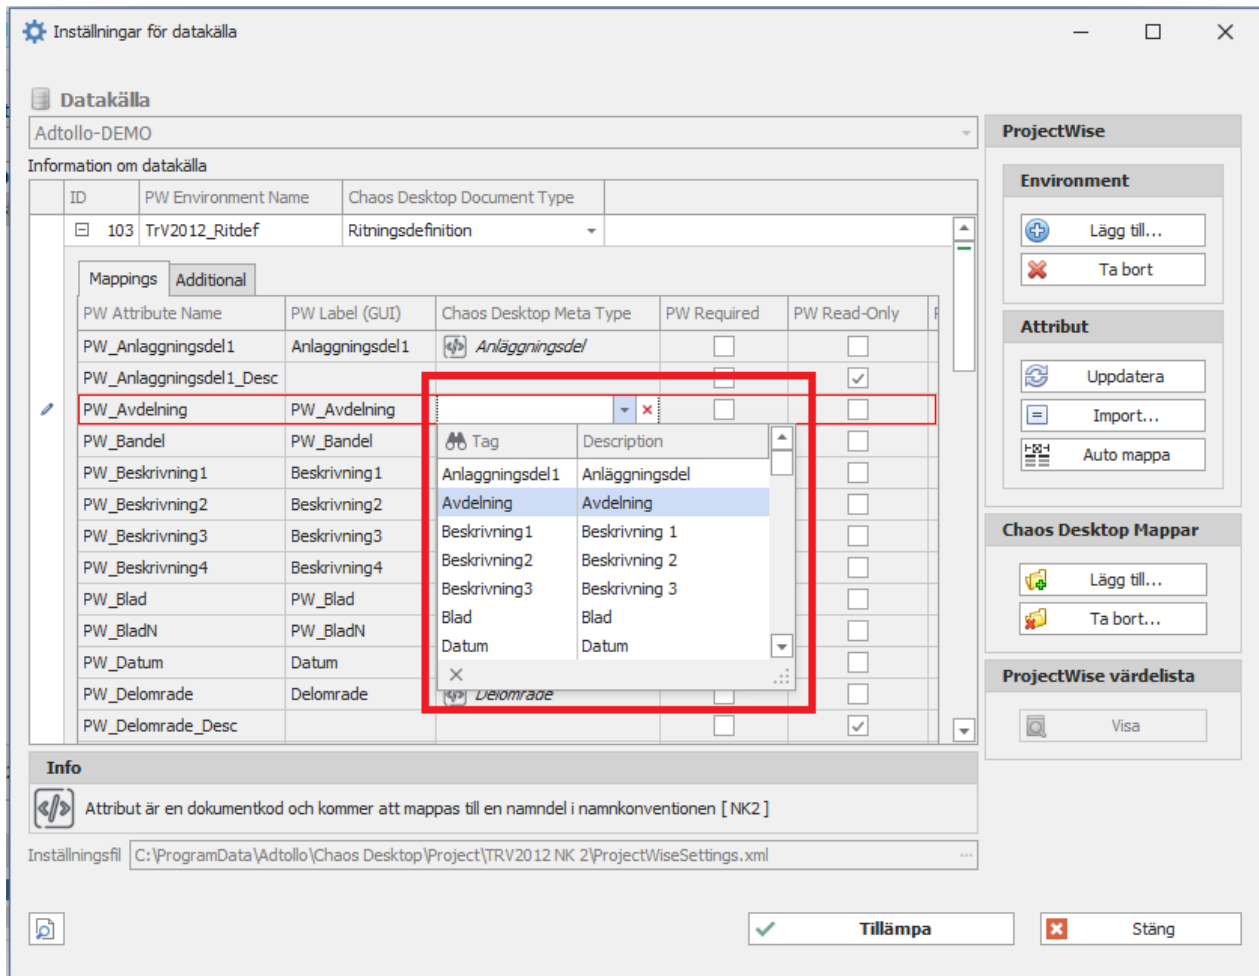 Inställningar för datakälla
Datakälla
Adtollo-DEMO
Information om datakälla
ID PW Environment Name Chaos Desktop Document Type
103 TrV2012_Ritdef Ritningsdefinition
Mappings Additional
PW Attribute Name PW Label (GUI) Chaos Desktop Meta Type PW Required PW Read-Only
PW_Anlaggningsdel1 Anlaggningsdel1 Anläggningsdel
PW_Anlaggningsdel1_Desc
PW_Avdelning PW_Avdelning
PW_Bandel PW_Bandel
PW_Beskrivning1 Beskrivning1
PW_Beskrivning2 Beskrivning2
PW_Beskrivning3 Beskrivning3
PW_Beskrivning4 Beskrivning4
PW_Blad PW_Blad
PW_BladN PW_BladN
PW_Datum Datum
PW_Delomrade Delomrade Delomrade
PW_Delomrade_Desc
Tag Description
Anlaggningsdel1 Anläggningsdel
Avdelning Avdelning
Beskrivning1 Beskrivning 1
Beskrivning2 Beskrivning 2
Beskrivning3 Beskrivning 3
Blad Blad
Datum Datum
Info
Attribut är en dokumentkod och kommer att mappas till en namndel i namnkonventionen [ NK2 ]
Inställningsfil C:\ProgramData\Adtollo\Chaos Desktop\Project\TRV2012 NK 2\ProjectWiseSettings.xml ...
ProjectWise
Environment
Lägg till...
Ta bort
Attribut
Uppdatera
Import...
Auto mappa
Chaos Desktop Mappar
Lägg till...
Ta bort...
ProjectWise värdelista
Visa
Tillämpa
Stäng